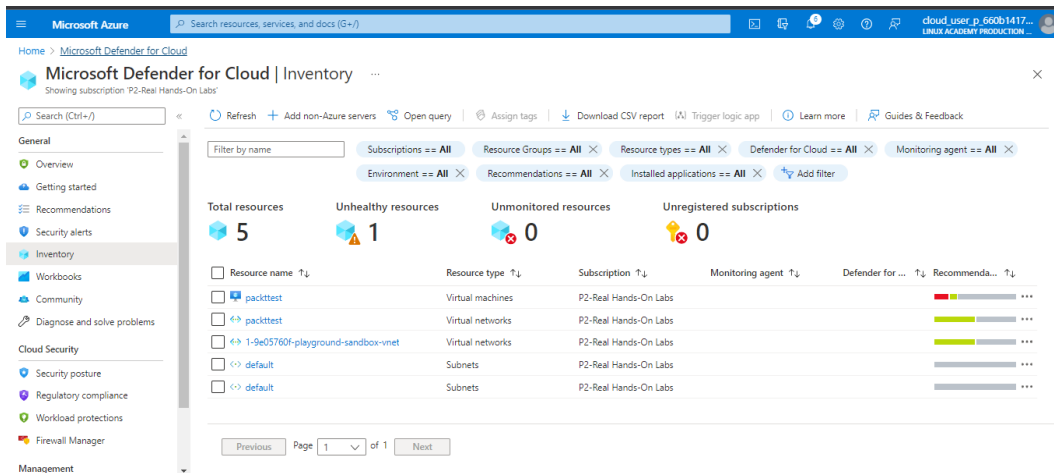 Microsoft Azure
Search resources, services, and docs (G+/)
6
cloud_user_p_660b1417...
LINUX ACADEMY PRODUCTION ...
Home > Microsoft Defender for Cloud
Microsoft Defender for Cloud | Inventory ...
Showing subscription 'P2-Real Hands-On Labs'
Search (Ctrl+/)
«
Refresh
Add non-Azure servers
Open query
Assign tags
Download CSV report
Trigger logic app
Learn more
Guides & Feedback
General
Overview
Getting started
Recommendations
Security alerts
Inventory
Workbooks
Community
Diagnose and solve problems
Cloud Security
Security posture
Regulatory compliance
Workload protections
Firewall Manager
Management
Filter by name
Subscriptions == All
Resource Groups == All
Resource types == All
Defender for Cloud == All
Monitoring agent == All
Environment == All
Recommendations == All
Installed applications == All
Add filter
Total resources
Unhealthy resources
Unmonitored resources
Unregistered subscriptions
5
1
0
0
Resource name ↑↓ Resource type ↑↓ Subscription ↑↓ Monitoring agent ↑↓ Defender for ... ↑↓ Recommenda... ↑↓
packttest Virtual machines P2-Real Hands-On Labs
packttest Virtual networks P2-Real Hands-On Labs
1-9e05760f-playground-sandbox-vnet Virtual networks P2-Real Hands-On Labs
default Subnets P2-Real Hands-On Labs
default Subnets P2-Real Hands-On Labs
Previous Page 1 of 1 Next